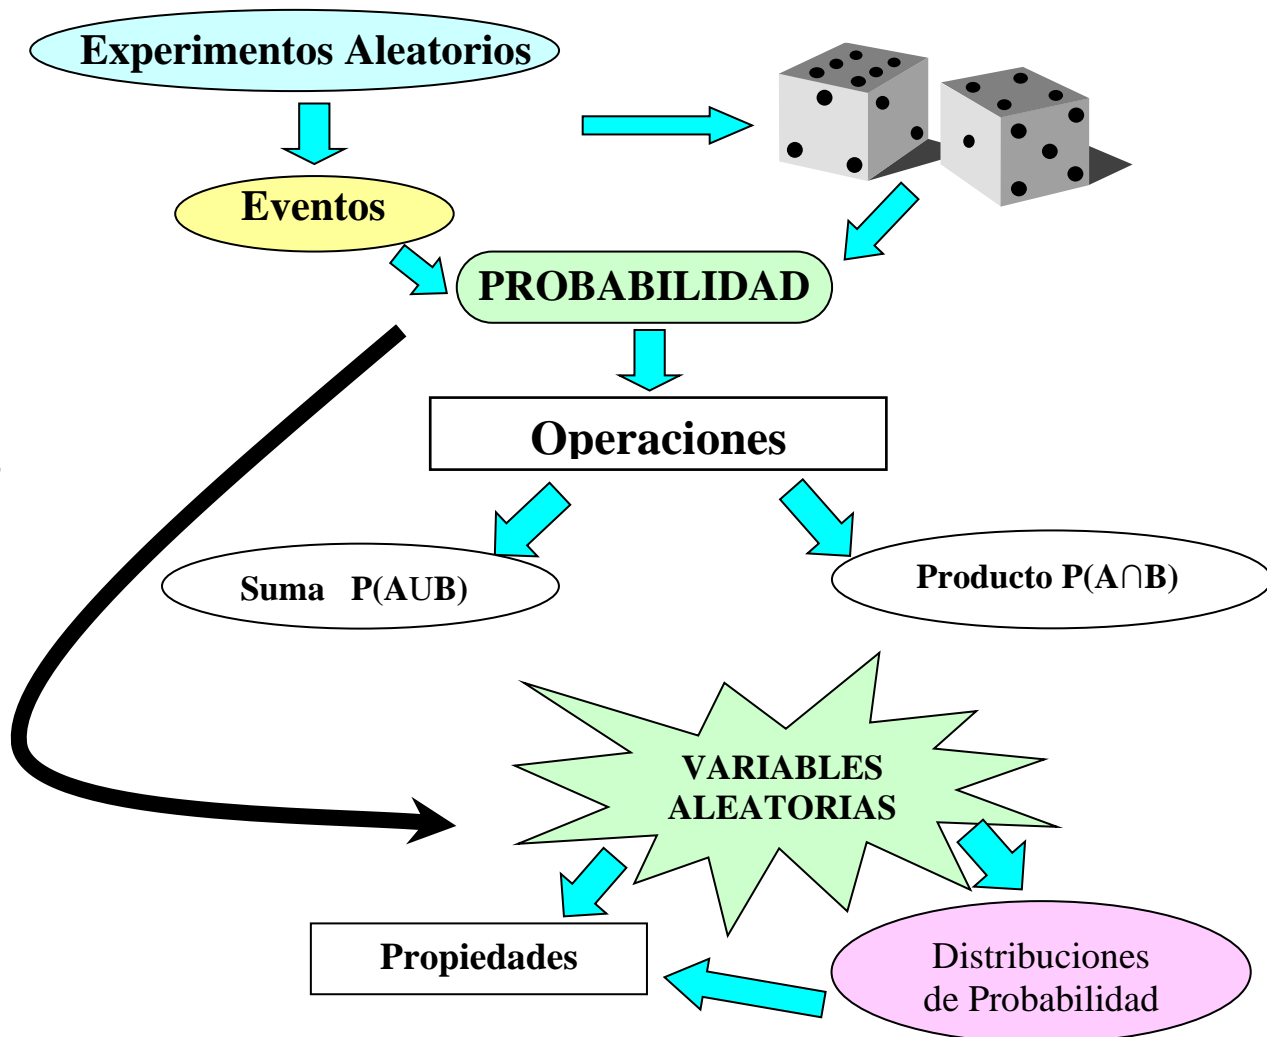 Experimentos Aleatorios
Eventos
PROBABILIDAD
Operaciones
Suma P(AUB)
Producto P(A∩B)
VARIABLES
ALEATORIAS
Propiedades
Distribuciones
de Probabilidad